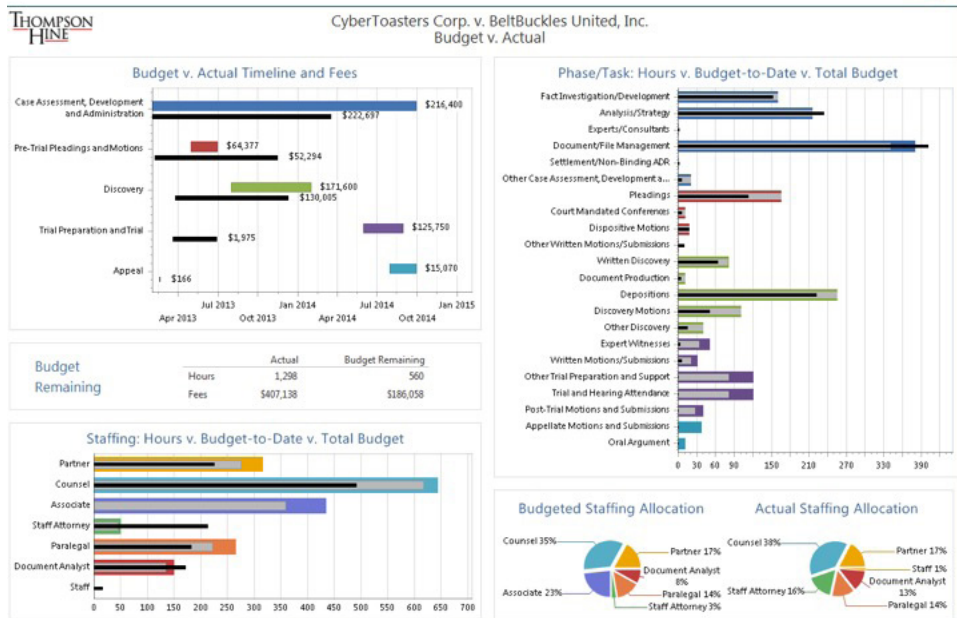 THOMPSON
HINE
CyberToasters Corp. v. BeltBuckles United, Inc.
Budget v. Actual
Budget v. Actual Timeline and Fees
Case Assessment, Development
and Administration
$216,400
$222,697
Pre-Trial Pleadings and Motions
$64,377
$52,294
Discovery
$171,600
$130,005
Trial Preparation and Trial
$125,750
$1,975
Appeal
$15,070
$166
Jul 2013 Jan 2014 Jul 2014 Jan 2015
Apr 2013 Oct 2013 Apr 2014 Oct 2014
Budget
Remaining
Actual Budget Remaining
Hours 1,298 560
Fees $407,138 $186,058
Staffing: Hours v. Budget-to-Date v. Total Budget
Partner
Counsel
Associate
Staff Attorney
Paralegal
Document Analyst
Staff
0 50 100 150 200 250 300 350 400 450 500 550 600 650 700
Phase/Task: Hours v. Budget-to-Date v. Total Budget
Fact Investigation/Development
Analysis/Strategy
Experts/Consultants
Document/File Management
Settlement/Non-Binding ADR
Other Case Assessment, Development a...
Pleadings
Court Mandated Conferences
Dispositive Motions
Other Written Motions/Submissions
Written Discovery
Document Production
Depositions
Discovery Motions
Other Discovery
Expert Witnesses
Written Motions/Submissions
Other Trial Preparation and Support
Trial and Hearing Attendance
Post-Trial Motions and Submissions
Appellate Motions and Submissions
Oral Argument
0 30 60 90 150 210 270 330 390
Budgeted Staffing Allocation
Counsel 35%
Partner 17%
Document Analyst
8%
Paralegal 14%
Staff Attorney 3%
Associate 23%
Actual Staffing Allocation
Counsel 38%
Partner 17%
Staff 1%
Document Analyst
13%
Paralegal 14%
Staff Attorney 16%